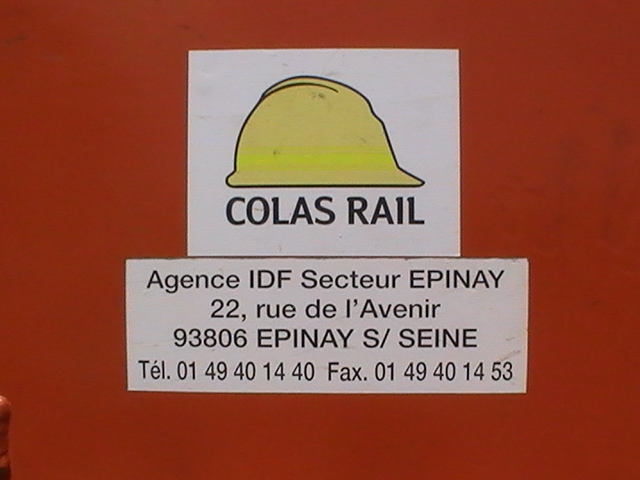 COLAS RAIL
Agence IDF Secteur EPINAY
22, rue de l'Avenir
93806 EPINAY S/ SEINE
Tél. 01 49 40 14 40 Fax. 01 49 40 14 53